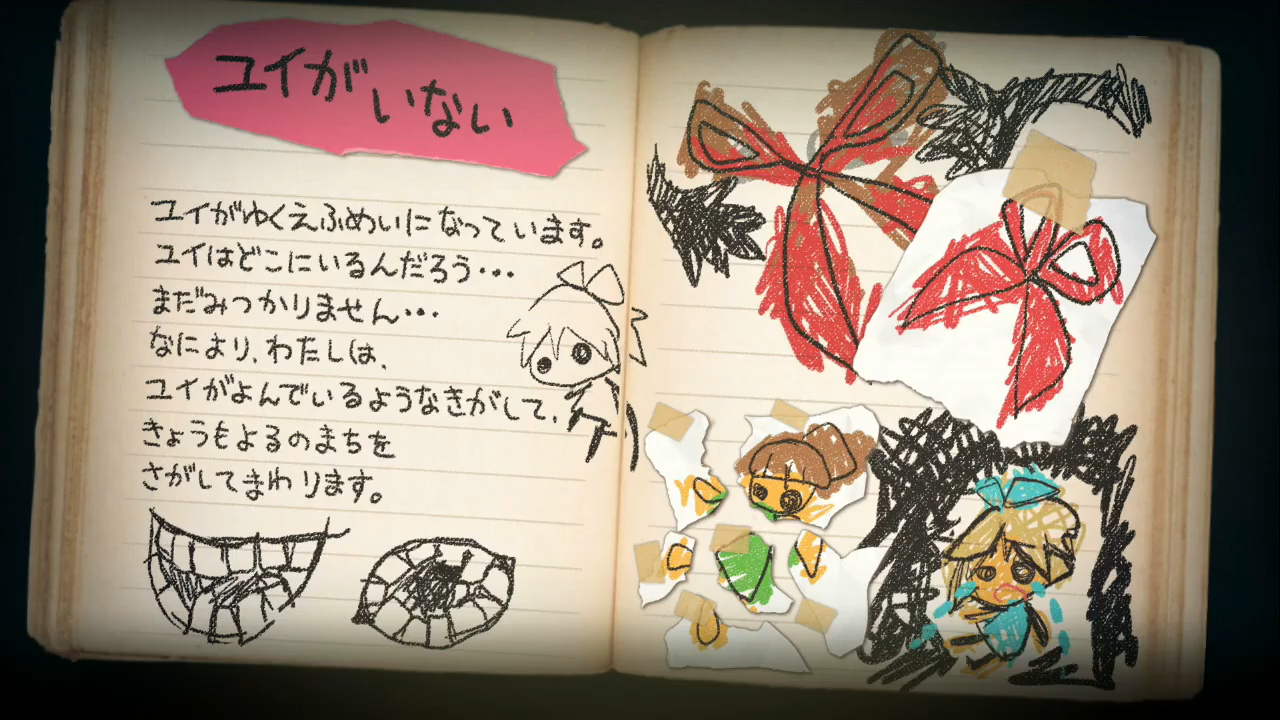 ユイが
いない
ユイがゆくえふめいになっています。
ユイはどこにいるんだろう・・・
まだみつかりません・・・
なにより、わたしは、
ユイがよんでいるようなきがして、
きょうもよるのまちを
さがしてまわります。